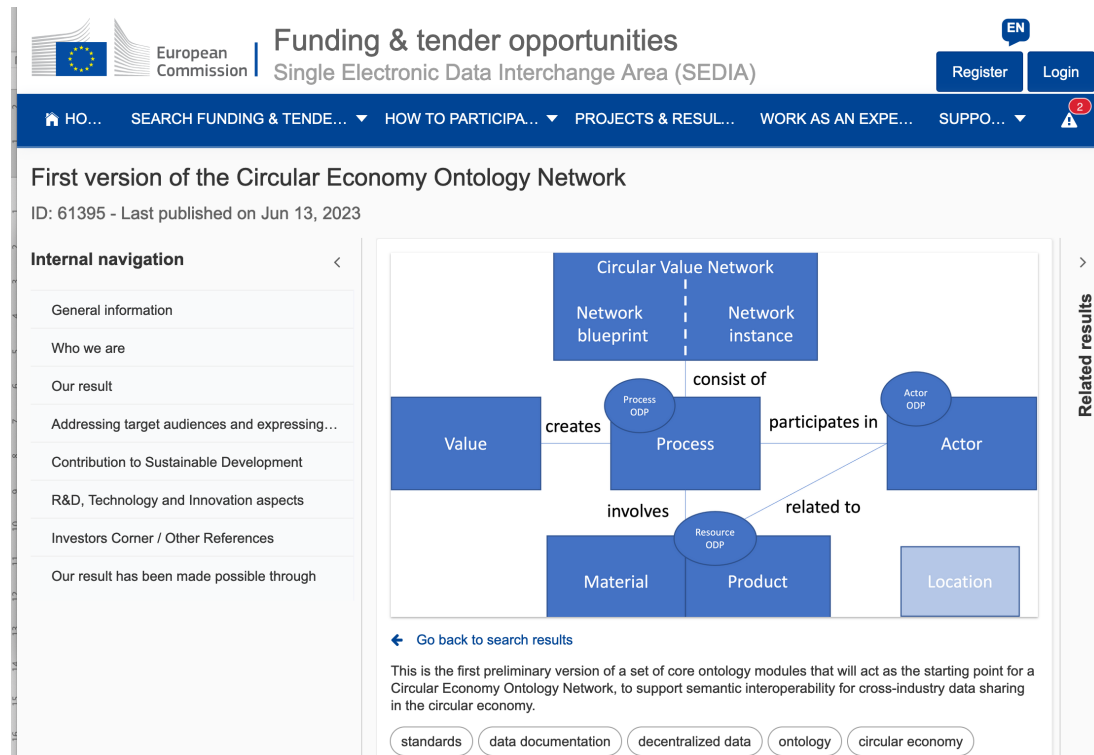 European
Commission
Funding & tender opportunities
Single Electronic Data Interchange Area (SEDIA)
EN
Register
Login
HO...
SEARCH FUNDING & TENDE...
HOW TO PARTICIPA...
PROJECTS & RESUL...
WORK AS AN EXPE...
SUPPO...
2
First version of the Circular Economy Ontology Network
ID: 61395 - Last published on Jun 13, 2023
Internal navigation
General information
Who we are
Our result
Addressing target audiences and expressing...
Contribution to Sustainable Development
R&D, Technology and Innovation aspects
Investors Corner / Other References
Our result has been made possible through
Circular Value Network
Network
blueprint
Network
instance
consist of
Process
ODP
Actor
ODP
Value
creates
Process
participates in
Actor
involves
related to
Resource
ODP
Material
Product
Location
Go back to search results
This is the first preliminary version of a set of core ontology modules that will act as the starting point for a
Circular Economy Ontology Network, to support semantic interoperability for cross-industry data sharing
in the circular economy.
standards
data documentation
decentralized data
ontology
circular economy
Related results